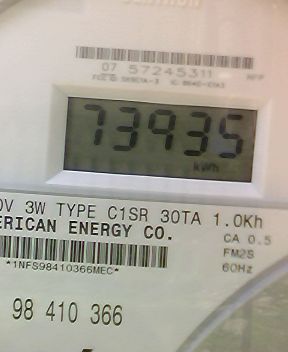 07 57245311
73935
kWh
0V 3W TYPE C1SR 30TA 1.0Kh
ERICAN ENERGY CO.
CA 0.5
FM2S
60Hz
*1NFS98410366MEC*
98 410 366